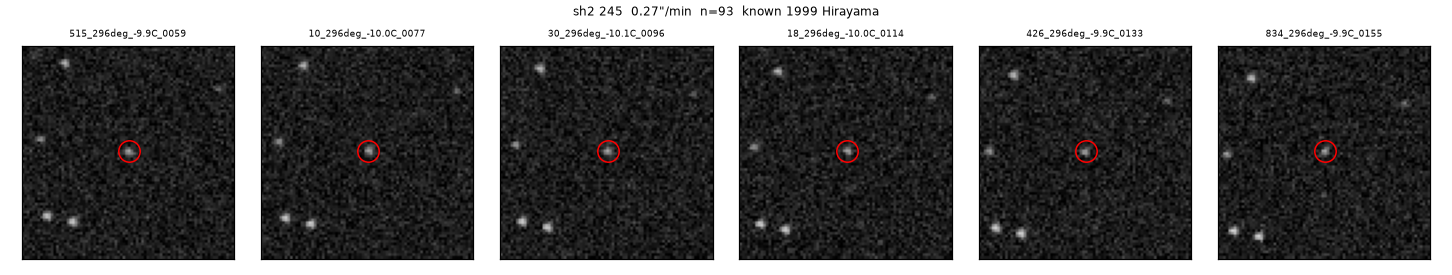 sh2 245  0.27"/min  n=93  known 1999 Hirayama
515_296deg_-9.9C_0059
10_296deg_-10.0C_0077
30_296deg_-10.1C_0096
18_296deg_-10.0C_0114
426_296deg_-9.9C_0133
834_296deg_-9.9C_0155